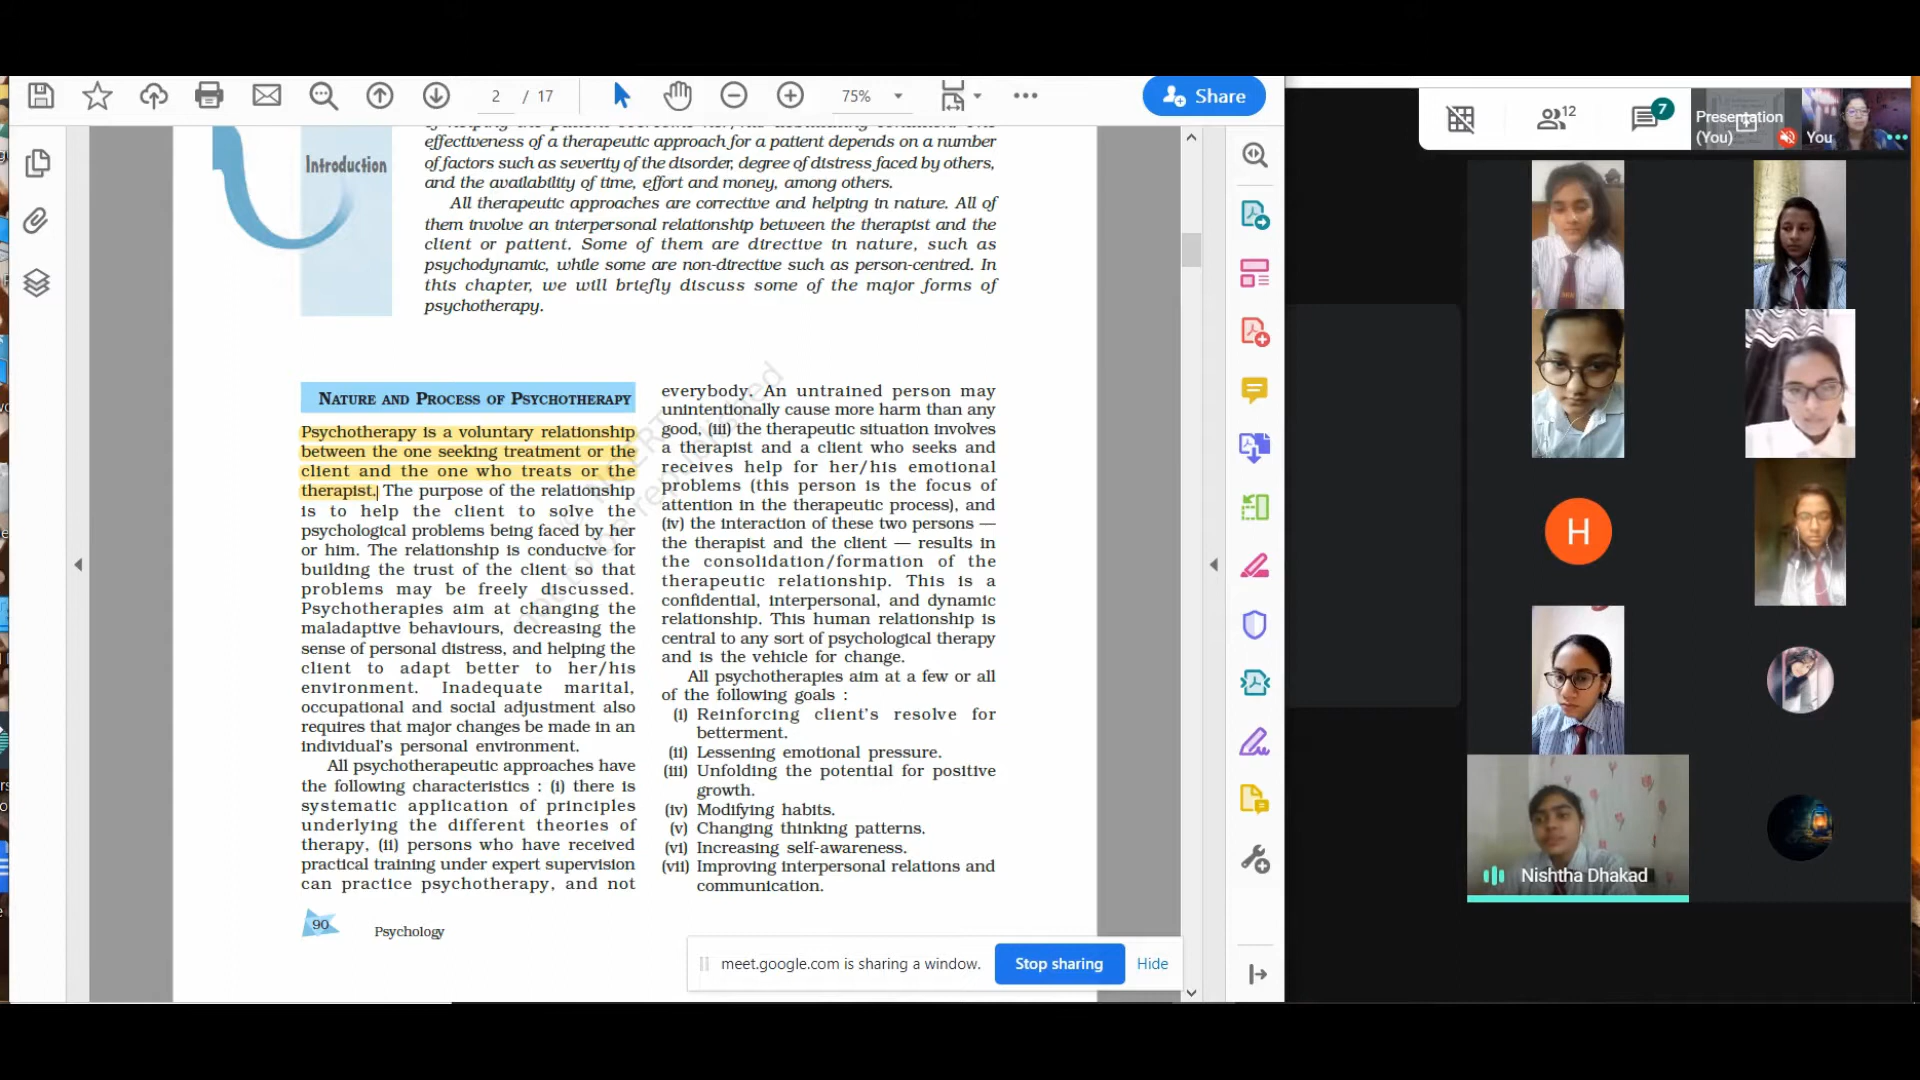 2 / 17
75%
Share
12
7
Presentation
(You)
You
Introduction
effectiveness of a therapeutic approach for a patient depends on a number
of factors such as severity of the disorder, degree of distress faced by others,
and the availability of time, effort and money, among others.
All therapeutic approaches are corrective and helping in nature. All of
them involve an interpersonal relationship between the therapist and the
client or patient. Some of them are directive in nature, such as
psychodynamic, while some are non-directive such as person-centred. In
this chapter, we will briefly discuss some of the major forms of
psychotherapy.
NATURE AND PROCESS OF PSYCHOTHERAPY
Psychotherapy is a voluntary relationship
between the one seeking treatment or the
client and the one who treats or the
therapist. The purpose of the relationship
is to help the client to solve the
psychological problems being faced by her
or him. The relationship is conducive for
building the trust of the client so that
problems may be freely discussed.
Psychotherapies aim at changing the
maladaptive behaviours, decreasing the
sense of personal distress, and helping the
client to adapt better to her/his
environment. Inadequate marital,
occupational and social adjustment also
requires that major changes be made in an
individual's personal environment.
All psychotherapeutic approaches have
the following characteristics : (i) there is
systematic application of principles
underlying the different theories of
therapy, (ii) persons who have received
practical training under expert supervision
can practice psychotherapy, and not
everybody. An untrained person may
unintentionally cause more harm than any
good, (iii) the therapeutic situation involves
a therapist and a client who seeks and
receives help for her/his emotional
problems (this person is the focus of
attention in the therapeutic process), and
(iv) the interaction of these two persons —
the therapist and the client — results in
the consolidation/formation of the
therapeutic relationship. This is a
confidential, interpersonal, and dynamic
relationship. This human relationship is
central to any sort of psychological therapy
and is the vehicle for change.
All psychotherapies aim at a few or all
of the following goals :
(i) Reinforcing client's resolve for
betterment.
(ii) Lessening emotional pressure.
(iii) Unfolding the potential for positive
growth.
(iv) Modifying habits.
(v) Changing thinking patterns.
(vi) Increasing self-awareness.
(vii) Improving interpersonal relations and
communication.
© NCERT
not to be republished
90
Psychology
meet.google.com is sharing a window.
Stop sharing
Hide
H
Nishtha Dhakad